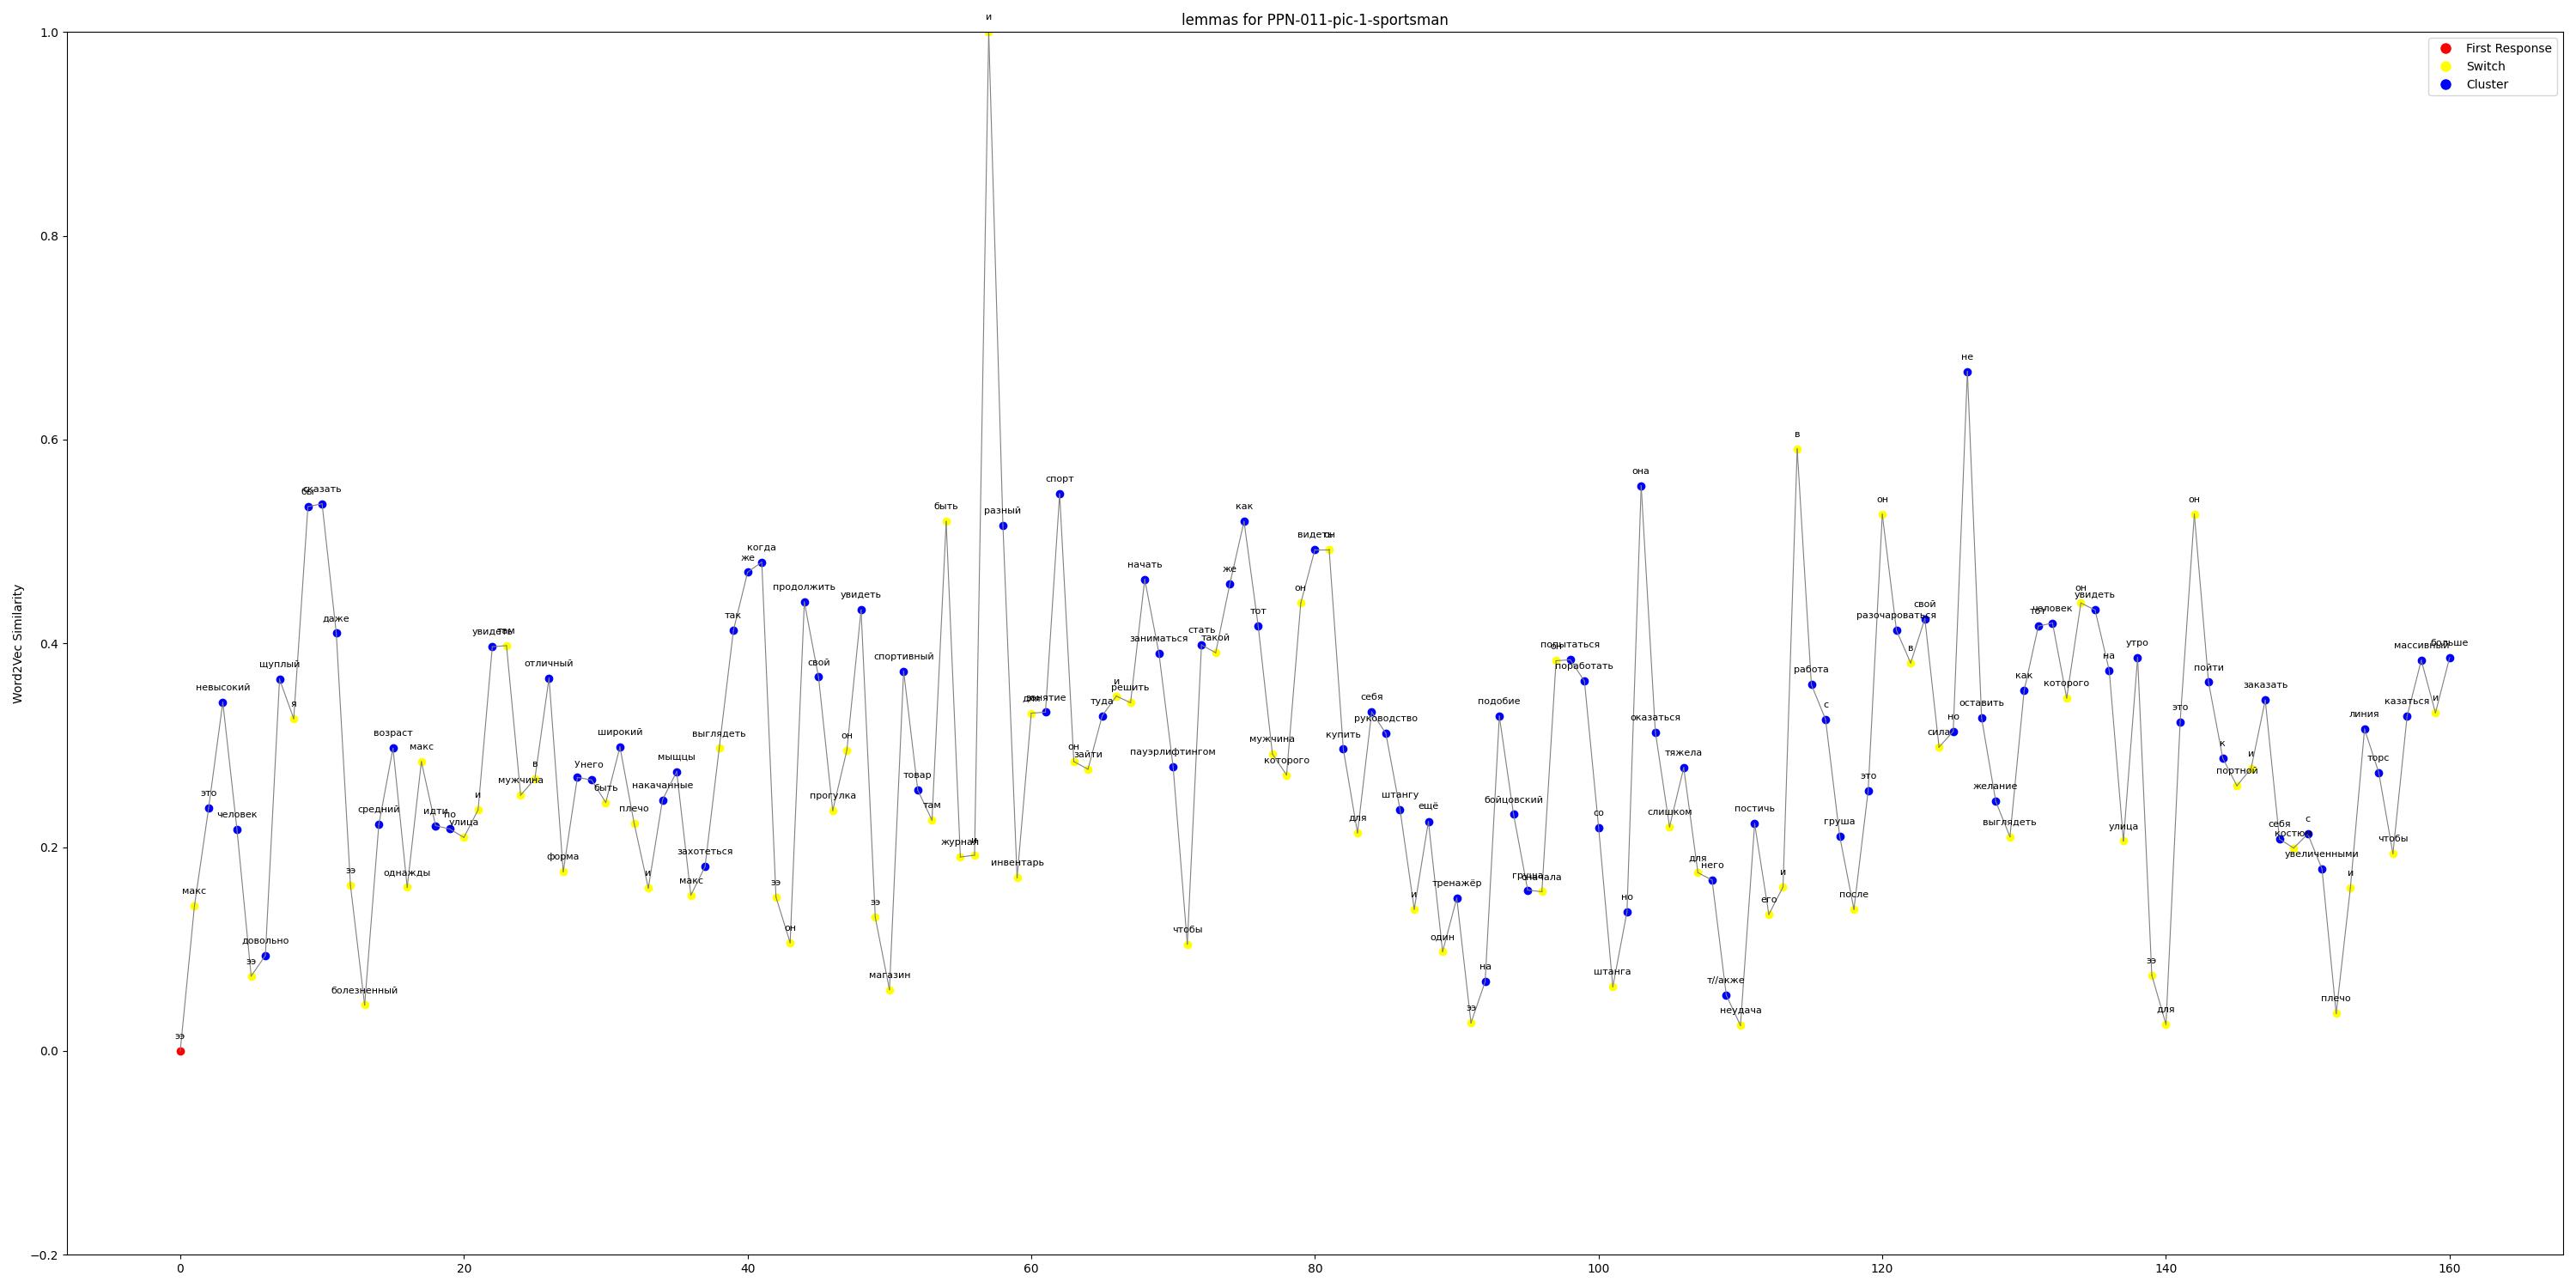 lemmas for PPN-011-pic-1-sportsman
First Response
Switch
Cluster
Word2Vec Similarity
1.0
0.8
0.6
0.4
0.2
0.0
−0.2
0
20
40
60
80
100
120
140
160
ээ
макс
это
невысокий
человек
ээ
довольно
щуплый
я
бы
сказать
даже
ээ
болезненный
средний
возраст
однажды
макс
идти
по
улица
и
увидеть
там
мужчина
в
отличный
форма
Унего
быть
широкий
плечо
и
накачанные
мыщцы
макс
захотеться
выглядеть
так
же
когда
ээ
он
продолжить
свой
прогулка
он
увидеть
ээ
магазин
спортивный
товар
там
быть
журнал
и
и
разный
инвентарь
для
занятие
спорт
он
зайти
туда
и
решить
начать
заниматься
пауэрлифтингом
чтобы
стать
такой
же
как
тот
мужчина
которого
он
видеть
он
купить
для
себя
руководство
штангу
и
ещё
один
тренажёр
ээ
на
подобие
бойцовский
груша
сначала
он
попытаться
поработать
со
штанга
но
она
оказаться
слишком
тяжела
для
него
т//акже
неудача
постичь
его
и
в
работа
с
груша
после
это
он
разочароваться
в
свой
сила
но
не
оставить
желание
выглядеть
как
тот
человек
которого
он
увидеть
на
улица
утро
ээ
для
это
он
пойти
к
портной
и
заказать
себя
костюм
с
увеличенными
плечо
и
линия
торс
чтобы
казаться
массивный
и
больше